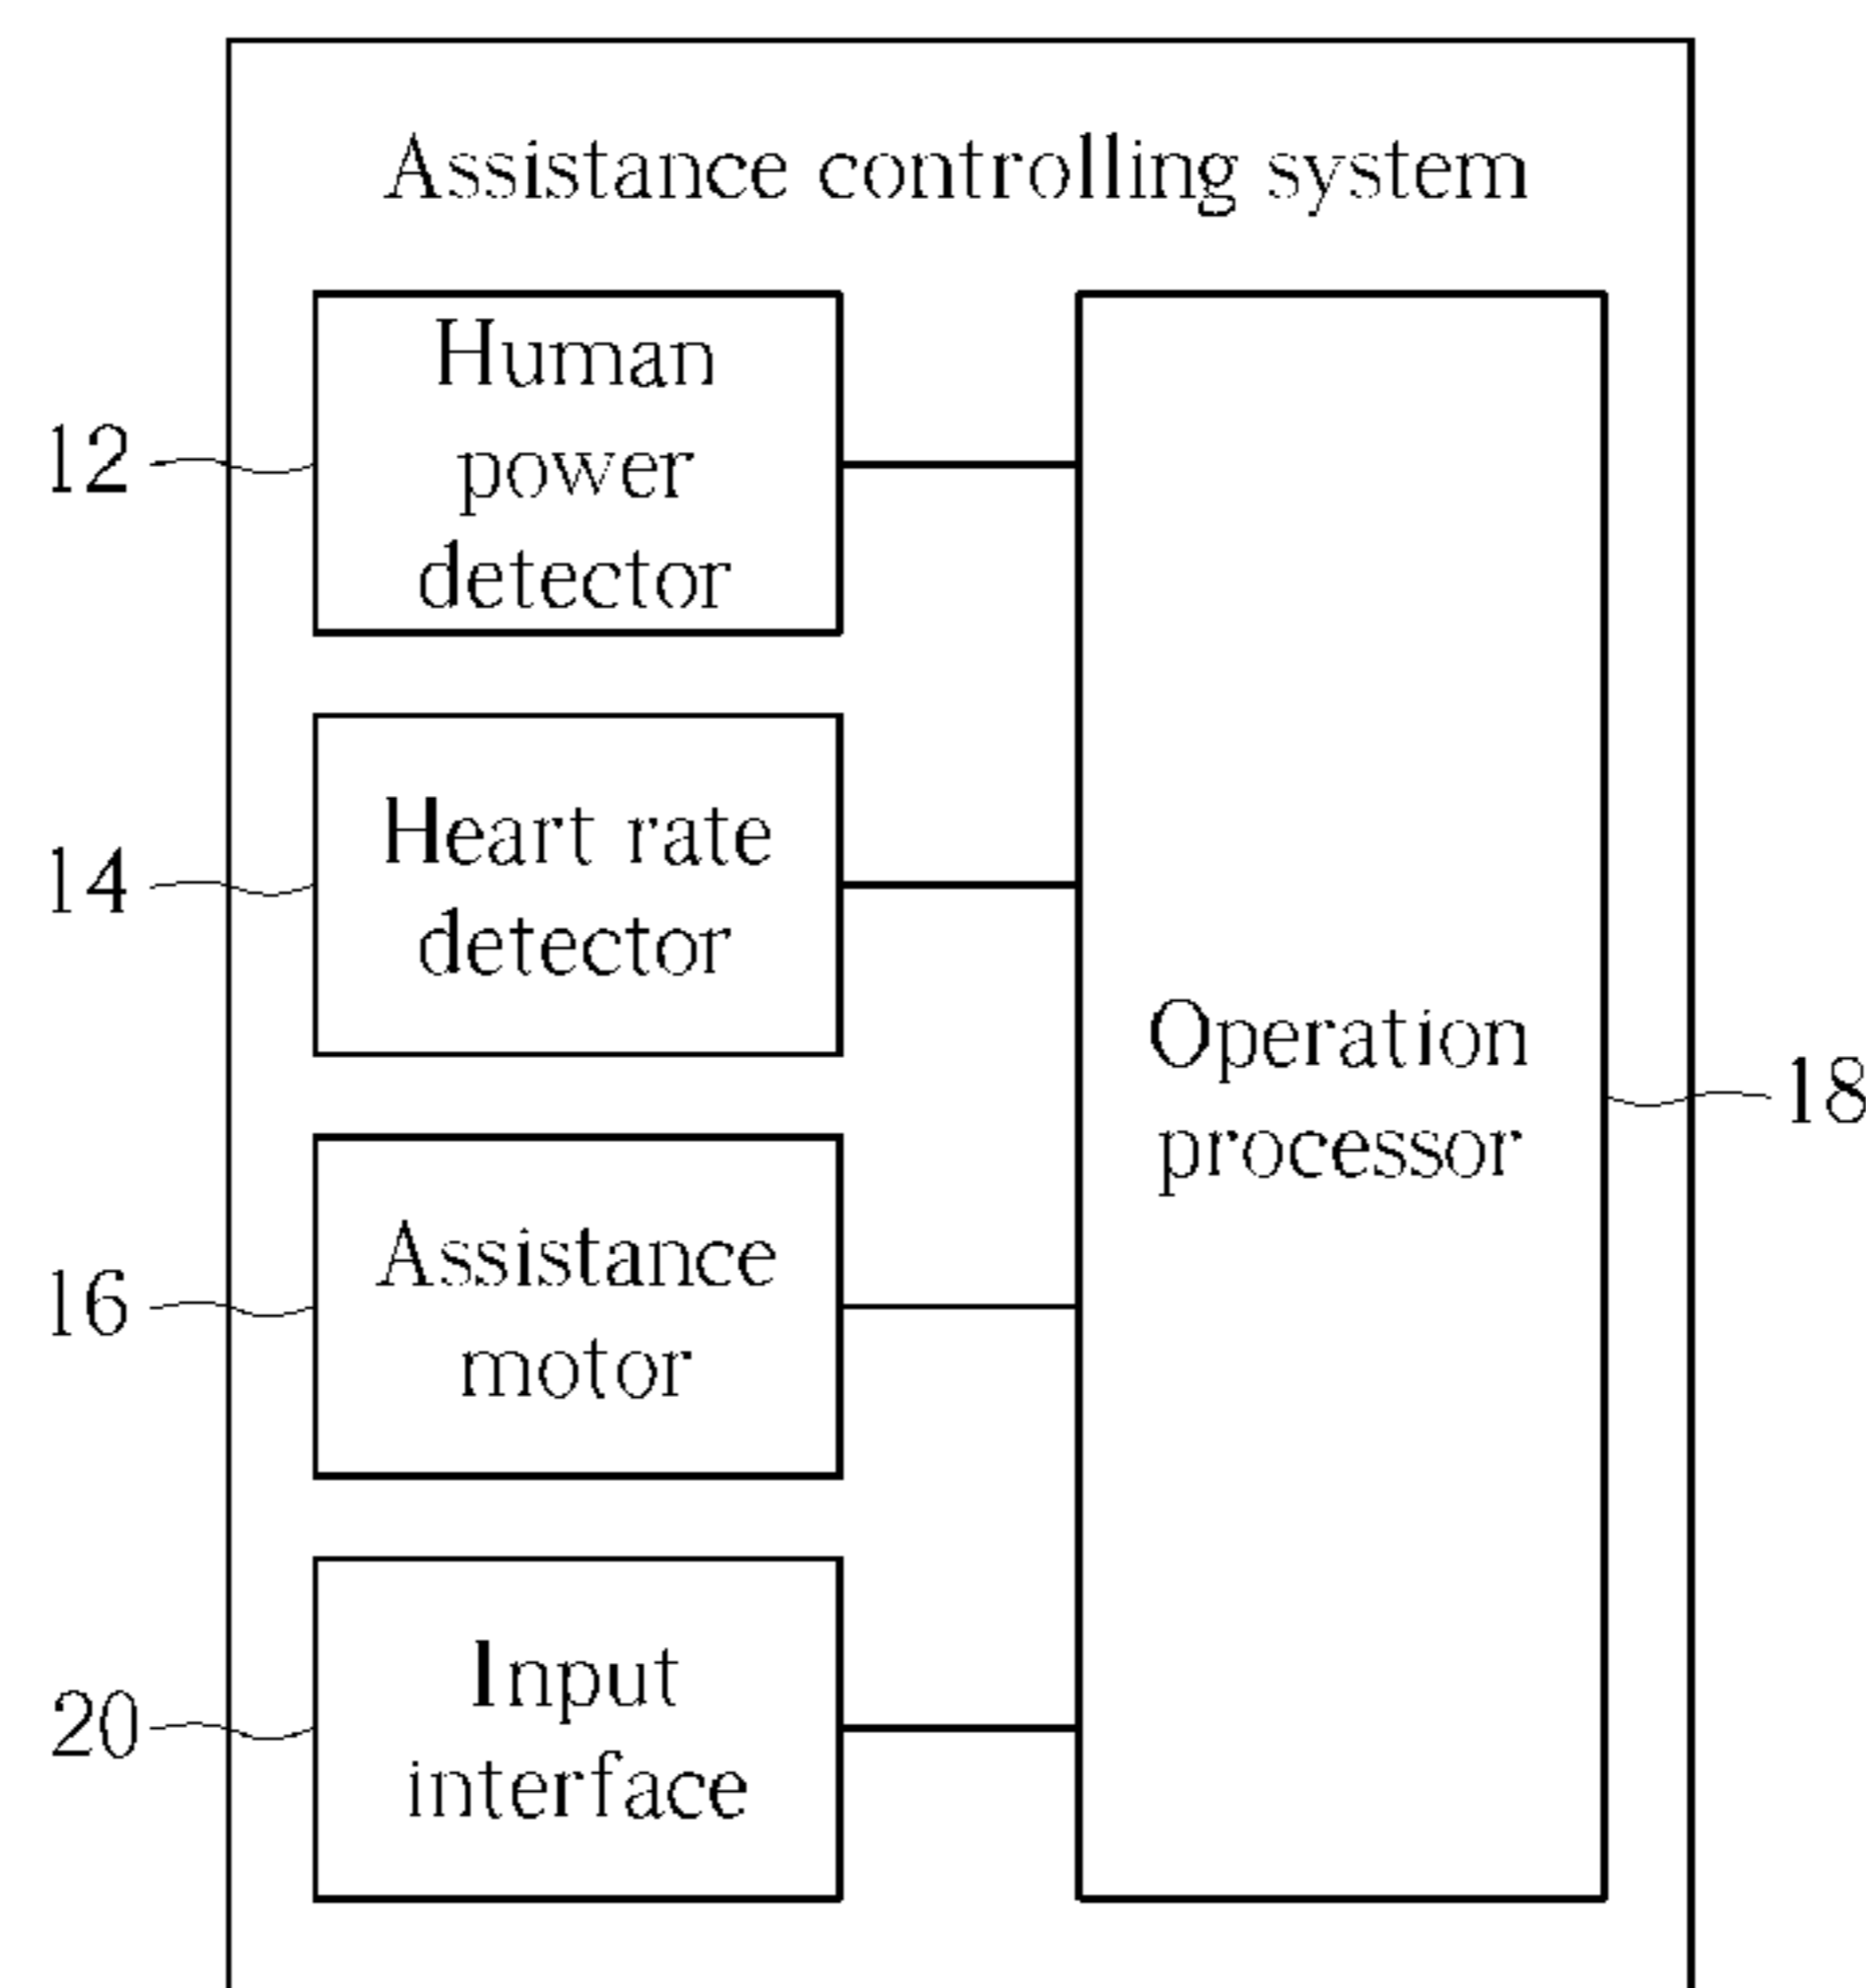 Assistance controlling system
Human
power
detector
12
Heart rate
detector
14
Assistance
motor
16
Input
interface
20
Operation
processor
18